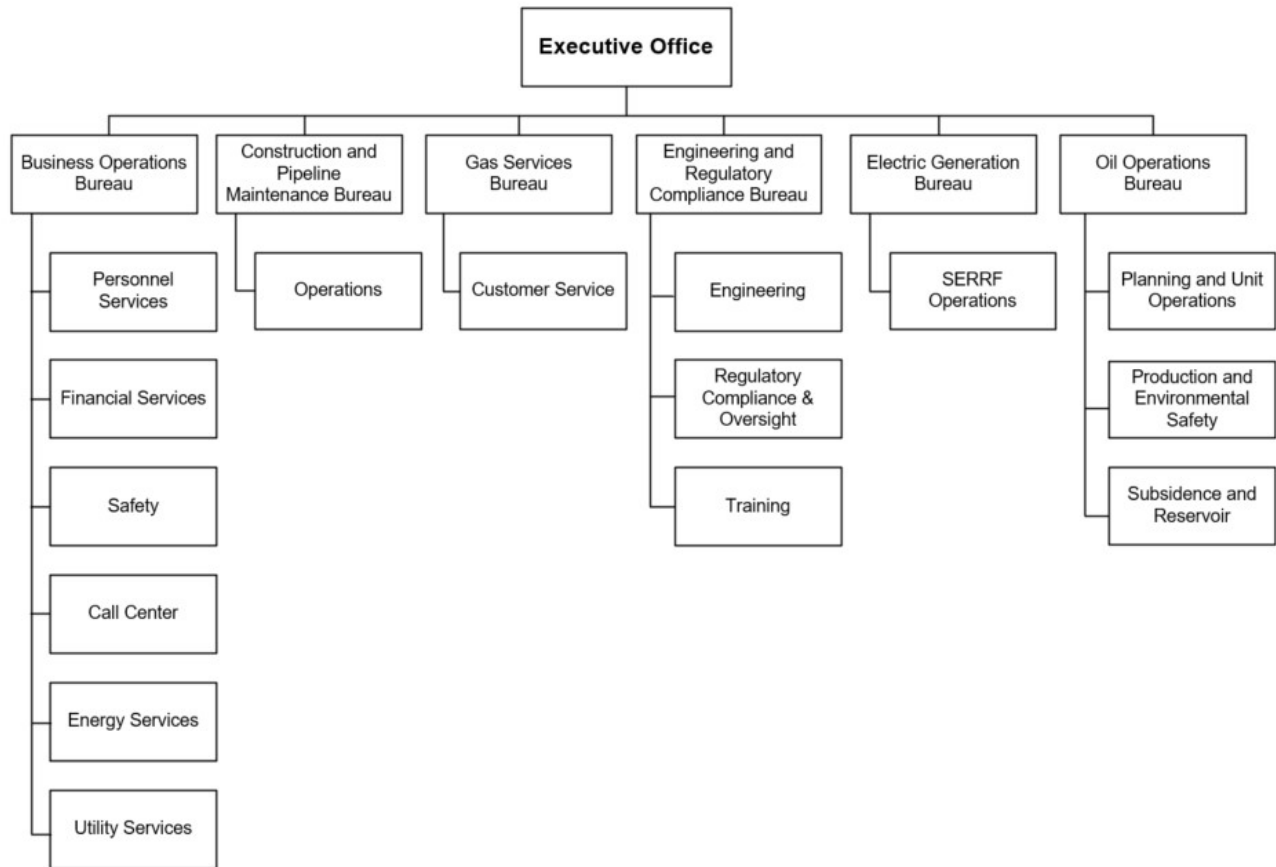 Executive Office
Business Operations
Bureau
Construction and
Pipeline
Maintenance Bureau
Gas Services
Bureau
Engineering and
Regulatory
Compliance Bureau
Electric Generation
Bureau
Oil Operations
Bureau
Personnel
Services
Financial Services
Safety
Call Center
Energy Services
Utility Services
Operations
Customer Service
Engineering
Regulatory
Compliance &
Oversight
Training
SERRF
Operations
Planning and Unit
Operations
Production and
Environmental
Safety
Subsidence and
Reservoir